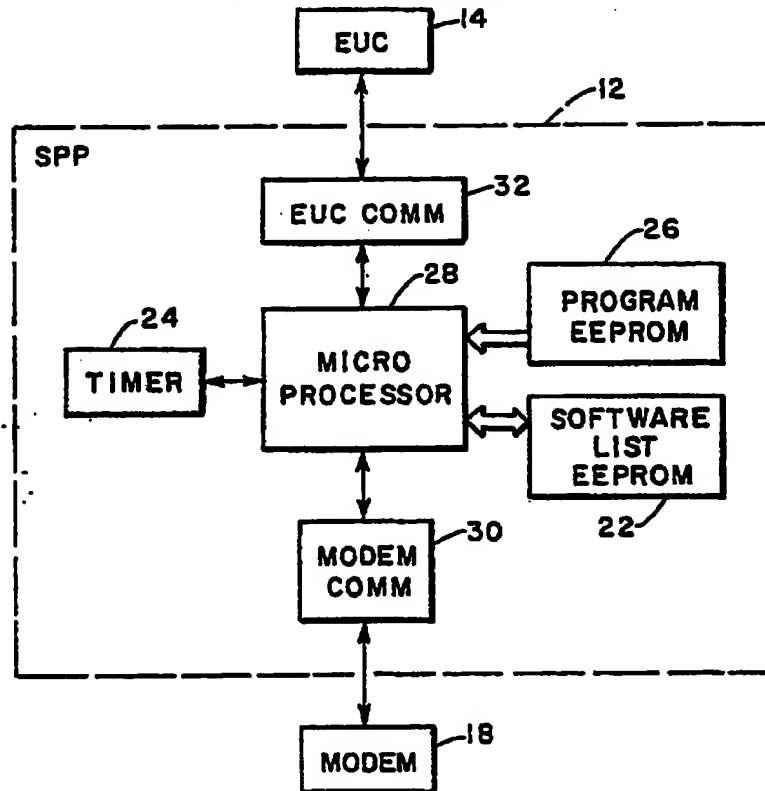 EUC
14
12
SPP
EUC COMM
32
28
26
PROGRAM
EEPROM
24
TIMER
MICRO
PROCESSOR
SOFTWARE
LIST
EEPROM
22
30
MODEM
COMM
MODEM
18